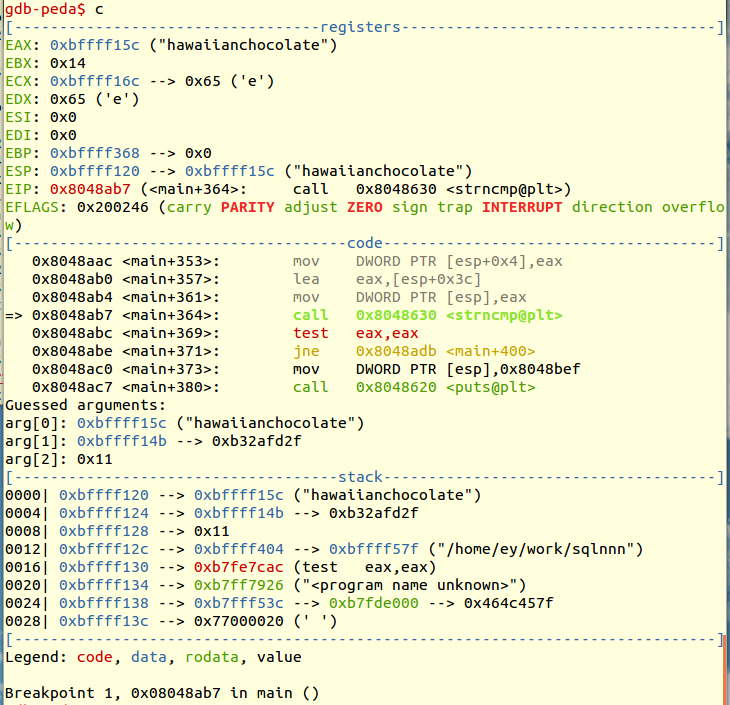 gdb-peda$ c
[----------------------------------registers-----------------------------------]
EAX: 0xbffff15c ("hawaiianchocolate")
EBX: 0x14
ECX: 0xbffff16c --> 0x65 ('e')
EDX: 0x65 ('e')
ESI: 0x0
EDI: 0x0
EBP: 0xbffff368 --> 0x0
ESP: 0xbffff120 --> 0xbffff15c ("hawaiianchocolate")
EIP: 0x8048ab7 (<main+364>:	call   0x8048630 <strncmp@plt>)
EFLAGS: 0x200246 (carry PARITY adjust ZERO sign trap INTERRUPT direction overflo
w)
[-------------------------------------code-------------------------------------]
   0x8048aac <main+353>:	mov    DWORD PTR [esp+0x4],eax
   0x8048ab0 <main+357>:	lea    eax,[esp+0x3c]
   0x8048ab4 <main+361>:	mov    DWORD PTR [esp],eax
=> 0x8048ab7 <main+364>:	call   0x8048630 <strncmp@plt>
   0x8048abc <main+369>:	test   eax,eax
   0x8048abe <main+371>:	jne    0x8048adb <main+400>
   0x8048ac0 <main+373>:	mov    DWORD PTR [esp],0x8048bef
   0x8048ac7 <main+380>:	call   0x8048620 <puts@plt>
Guessed arguments:
arg[0]: 0xbffff15c ("hawaiianchocolate")
arg[1]: 0xbffff14b --> 0xb32afd2f
arg[2]: 0x11
[------------------------------------stack-------------------------------------]
0000| 0xbffff120 --> 0xbffff15c ("hawaiianchocolate")
0004| 0xbffff124 --> 0xbffff14b --> 0xb32afd2f
0008| 0xbffff128 --> 0x11
0012| 0xbffff12c --> 0xbffff404 --> 0xbffff57f ("/home/ey/work/sqlnnn")
0016| 0xbffff130 --> 0xb7fe7cac (test   eax,eax)
0020| 0xbffff134 --> 0xb7ff7926 ("<program name unknown>")
0024| 0xbffff138 --> 0xb7fff53c --> 0xb7fde000 --> 0x464c457f
0028| 0xbffff13c --> 0x77000020 (' ')
[------------------------------------------------------------------------------]
Legend: code, data, rodata, value

Breakpoint 1, 0x08048ab7 in main ()